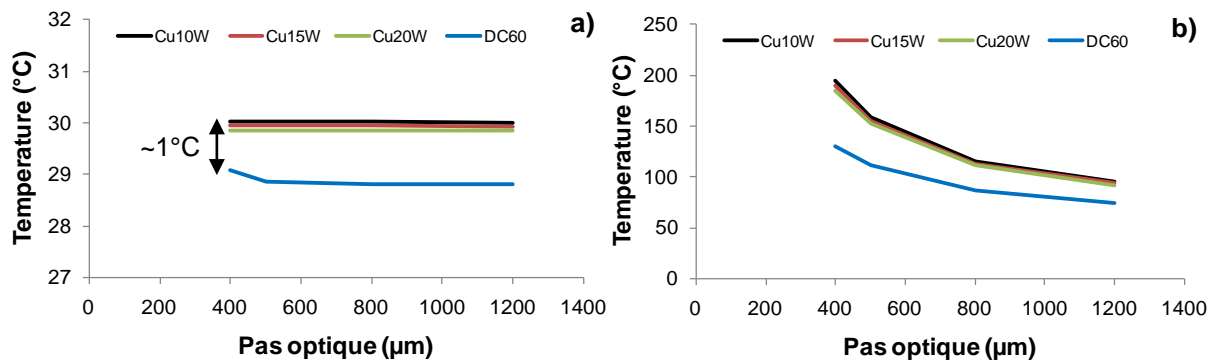 a)
Cu10W Cu15W Cu20W DC60
Temperature (°C)
32
31
30
29
28
27
~1°C
0 200 400 600 800 1000 1200 1400
Pas optique (µm)
b)
Cu10W Cu15W Cu20W DC60
Temperature (°C)
250
200
150
100
50
0
0 200 400 600 800 1000 1200 1400
Pas optique (µm)